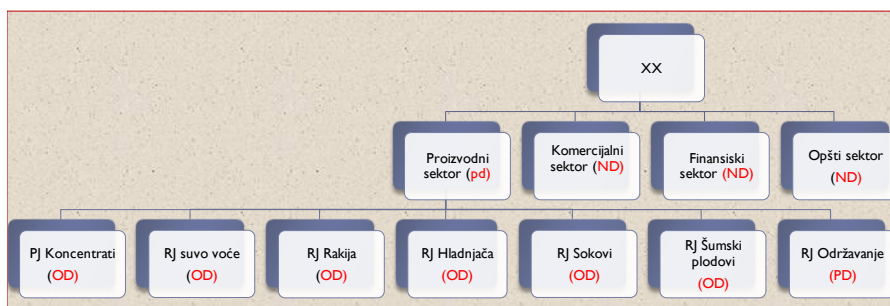 XX
Proizvodni
sektor (pd)
Komercijalni
sektor (ND)
Finansiski
sektor (ND)
Opšti sektor
(ND)
PJ Koncentrati
(OD)
RJ suvo voće
(OD)
RJ Rakija
(OD)
RJ Hladnjača
(OD)
RJ Sokovi
(OD)
RJ Šumski
plodovi
(OD)
RJ Održavanje
(PD)